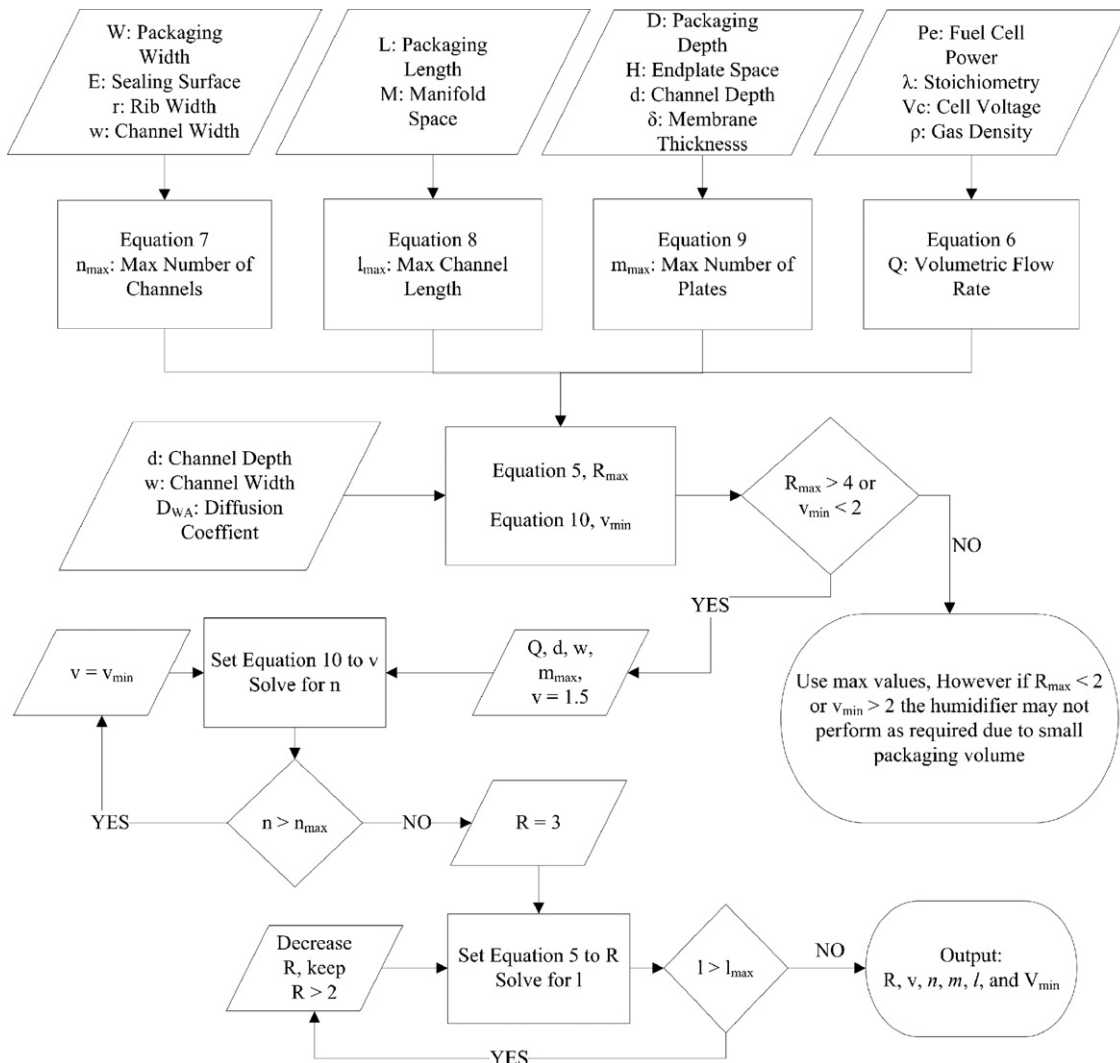 W: Packaging
Width
E: Sealing Surface
r: Rib Width
w: Channel Width
L: Packaging
Length
M: Manifold
Space
D: Packaging
Depth
H: Endplate Space
d: Channel Depth
δ: Membrane
Thicknesss
Pe: Fuel Cell
Power
λ: Stoichiometry
Vc: Cell Voltage
ρ: Gas Density
Equation 7
nmax: Max Number of
Channels
Equation 8
lmax: Max Channel
Length
Equation 9
mmax: Max Number of
Plates
Equation 6
Q: Volumetric Flow
Rate
d: Channel Depth
w: Channel Width
DWA: Diffusion
Coeffient
Equation 5, Rmax
Equation 10, vmin
Rmax > 4 or
vmin < 2
NO
YES
v = vmin
Set Equation 10 to v
Solve for n
Q, d, w,
mmax,
v = 1.5
Use max values, However if Rmax < 2
or vmin > 2 the humidifier may not
perform as required due to small
packaging volume
YES
n > nmax
NO
R = 3
Decrease
R, keep
R > 2
Set Equation 5 to R
Solve for l
l > lmax
NO
Output:
R, v, n, m, l, and Vmin
YES